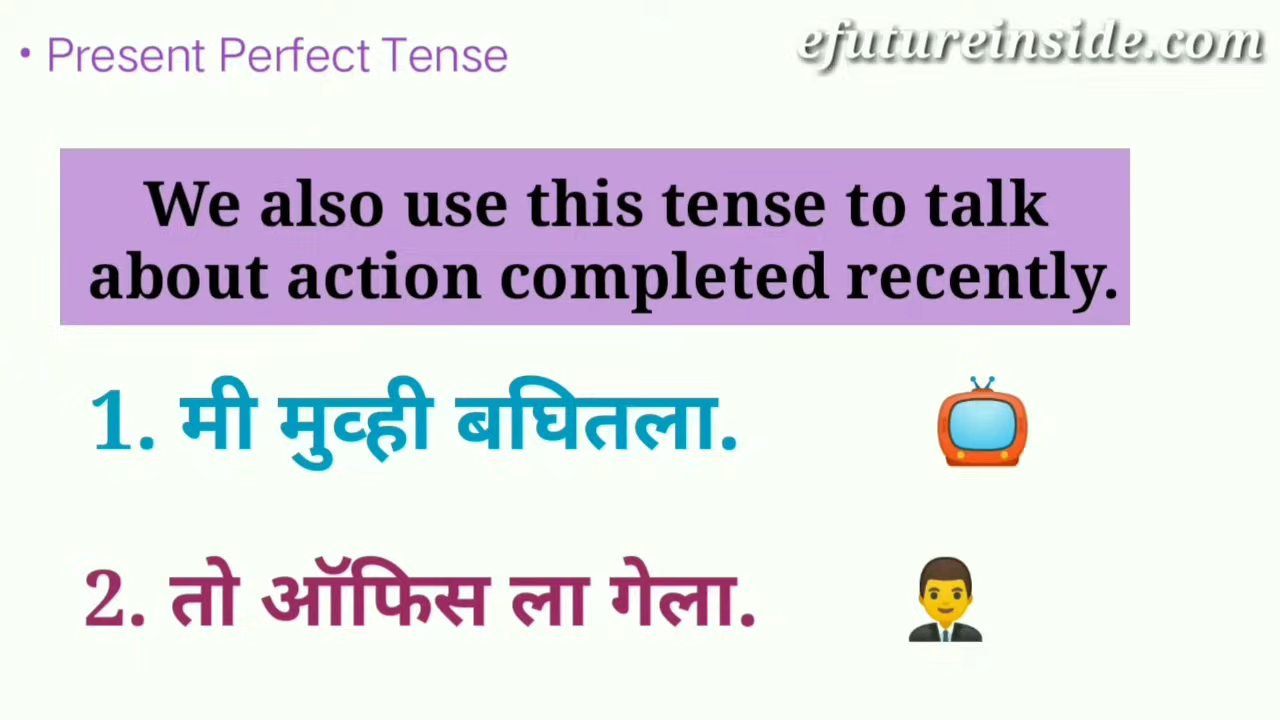 • Present Perfect Tense
efutureinside.com
We also use this tense to talk
about action completed recently.
1. मी मुव्ही बघितला.
2. तो ऑफिस ला गेला.